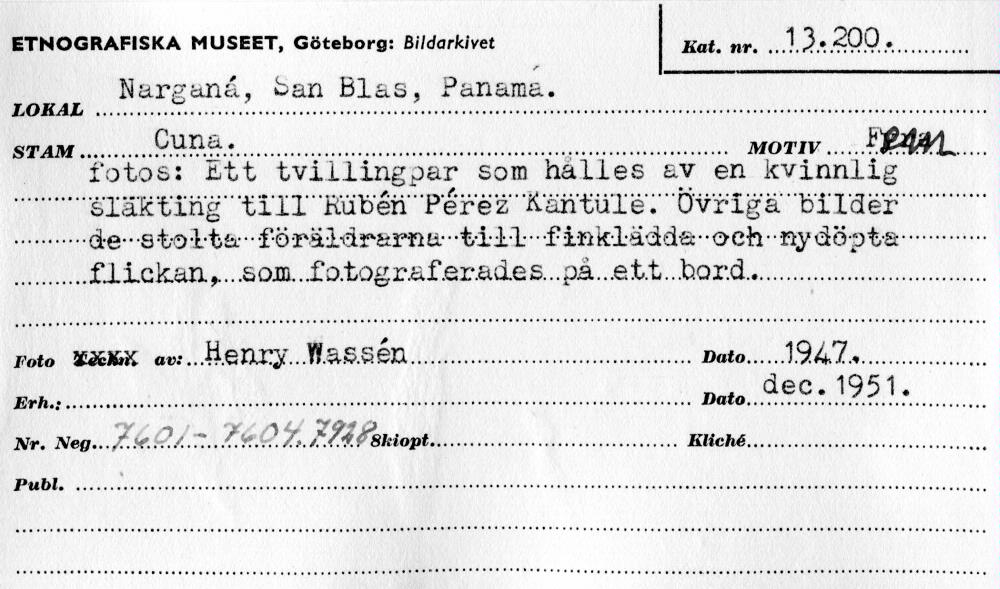 ETNOGRAFISKA MUSEET, Göteborg: Bildarkivet
Kat. nr. 13.200.
LOKAL Narganá, San Blas, Panamá.
STAM Cuna. MOTIV
fotos: Ett tvillingpar som hålles av en kvinnlig
släkting till Rubén Pérez Kantule. Övriga bilder
de stolta föräldrarna till finklädda och nydöpta
flickan, som fotograferades på ett bord.
Foto Techn. av: Henry Wassén Dato 1947.
Erh.: Dato dec. 1951.
Nr. Neg. 7601-7604, 7928 Skiopt. Kliché
Publ.